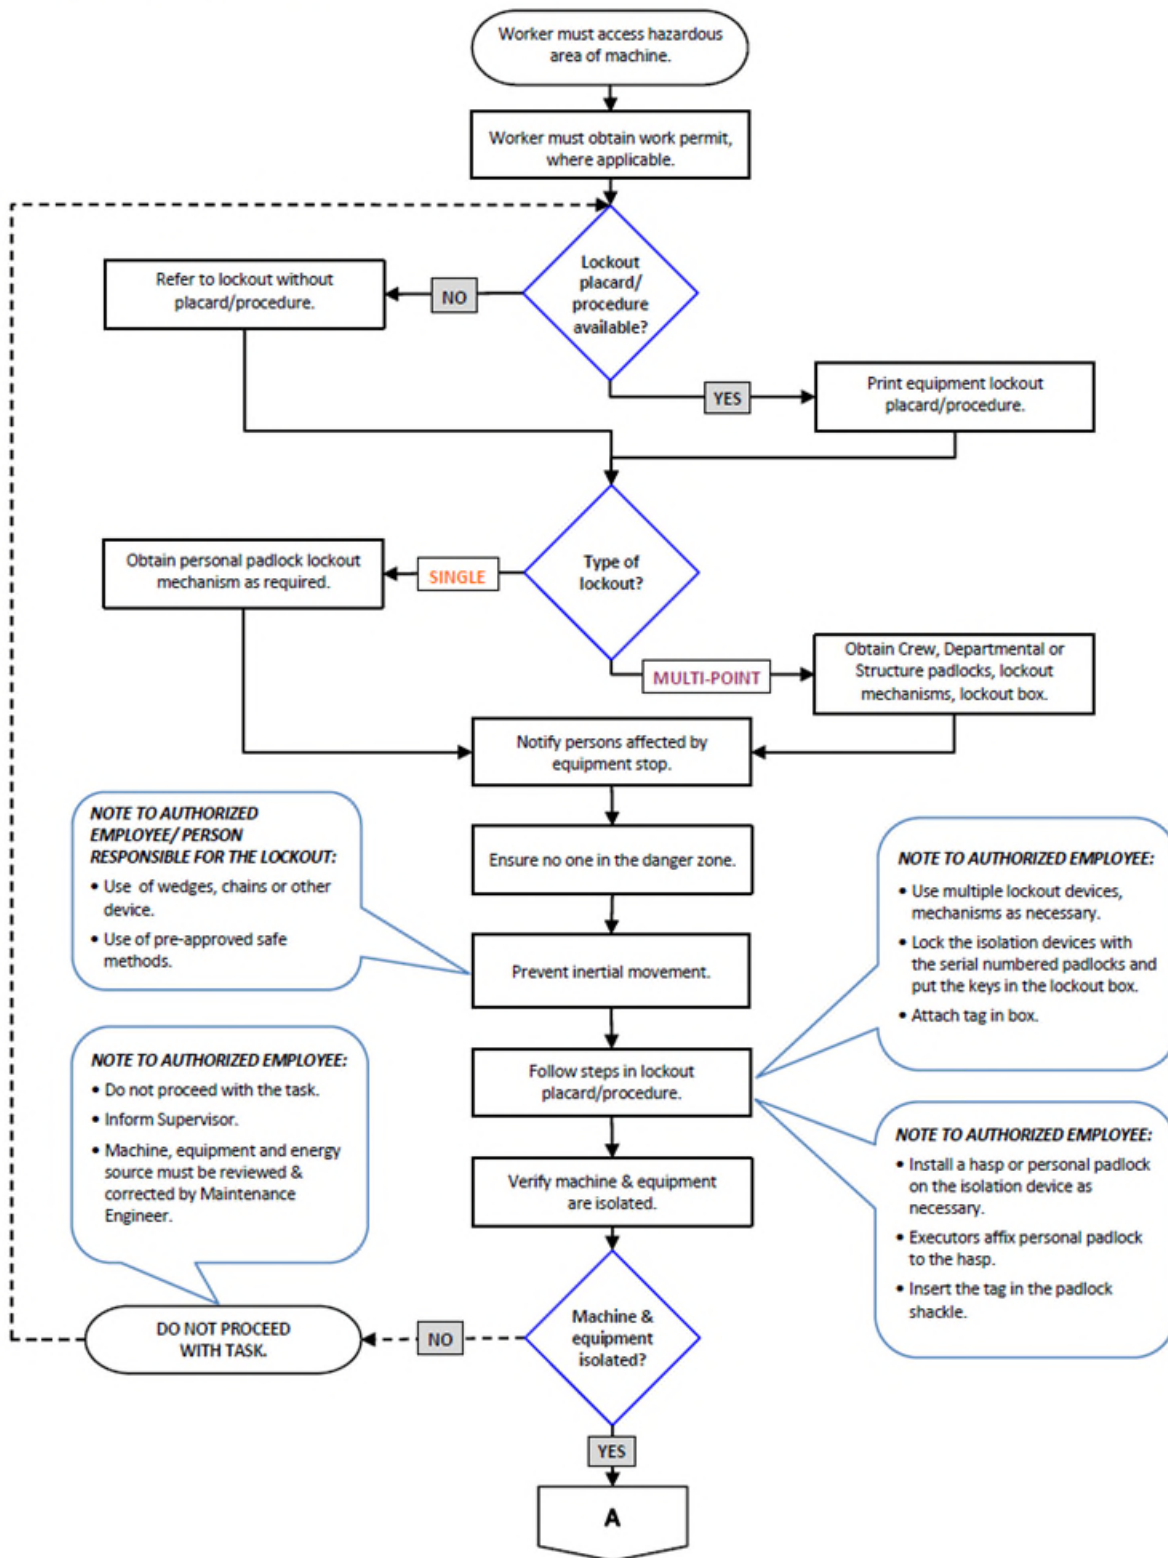 Worker must access hazardous
area of machine.
Worker must obtain work permit,
where applicable.
Lockout
placard/
procedure
available?
NO
Refer to lockout without
placard/procedure.
YES
Print equipment lockout
placard/procedure.
Type of
lockout?
SINGLE
Obtain personal padlock lockout
mechanism as required.
MULTI-POINT
Obtain Crew, Departmental or
Structure padlocks, lockout
mechanisms, lockout box.
Notify persons affected by
equipment stop.
Ensure no one in the danger zone.
NOTE TO AUTHORIZED
EMPLOYEE/ PERSON
RESPONSIBLE FOR THE LOCKOUT:
• Use of wedges, chains or other
device.
• Use of pre-approved safe
methods.
Prevent inertial movement.
NOTE TO AUTHORIZED EMPLOYEE:
• Use multiple lockout devices,
mechanisms as necessary.
• Lock the isolation devices with
the serial numbered padlocks and
put the keys in the lockout box.
• Attach tag in box.
Follow steps in lockout
placard/procedure.
NOTE TO AUTHORIZED EMPLOYEE:
• Install a hasp or personal padlock
on the isolation device as
necessary.
• Executors affix personal padlock
to the hasp.
• Insert the tag in the padlock
shackle.
Verify machine & equipment
are isolated.
NOTE TO AUTHORIZED EMPLOYEE:
• Do not proceed with the task.
• Inform Supervisor.
• Machine, equipment and energy
source must be reviewed &
corrected by Maintenance
Engineer.
Machine &
equipment
isolated?
NO
DO NOT PROCEED
WITH TASK.
YES
A